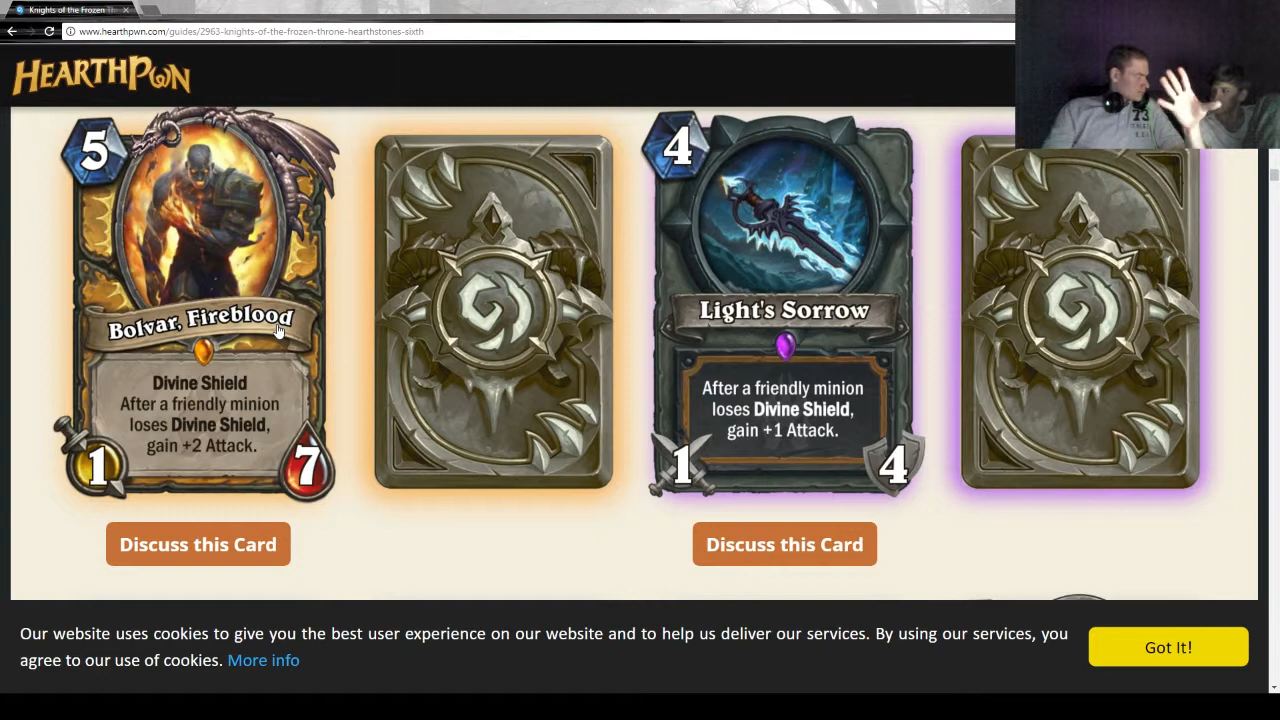 Knights of the Frozen Th
www.hearthpwn.com/guides/2963-knights-of-the-frozen-throne-hearthstones-sixth
HEARTHPWN
5
Bolvar, Fireblood
Divine Shield
After a friendly minion
loses Divine Shield,
gain +2 Attack.
1
7
Discuss this Card
4
Light's Sorrow
After a friendly minion
loses Divine Shield,
gain +1 Attack.
1
4
Discuss this Card
73
Our website uses cookies to give you the best user experience on our website and to help us deliver our services. By using our services, you
agree to our use of cookies. More info
Got It!